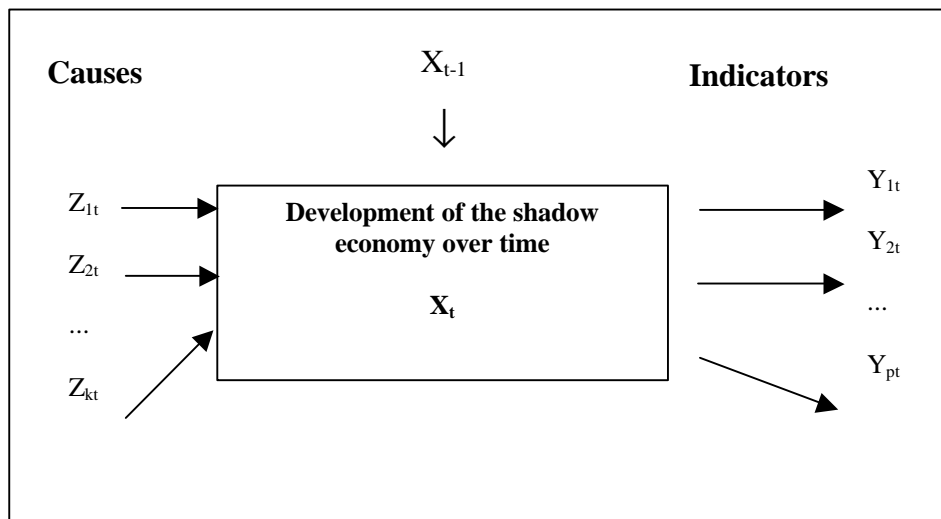 Causes
X_{t-1}
Indicators
Z_{1t}
Z_{2t}
...
Z_{kt}
Development of the shadow
economy over time
X_t
Y_{1t}
Y_{2t}
...
Y_{pt}